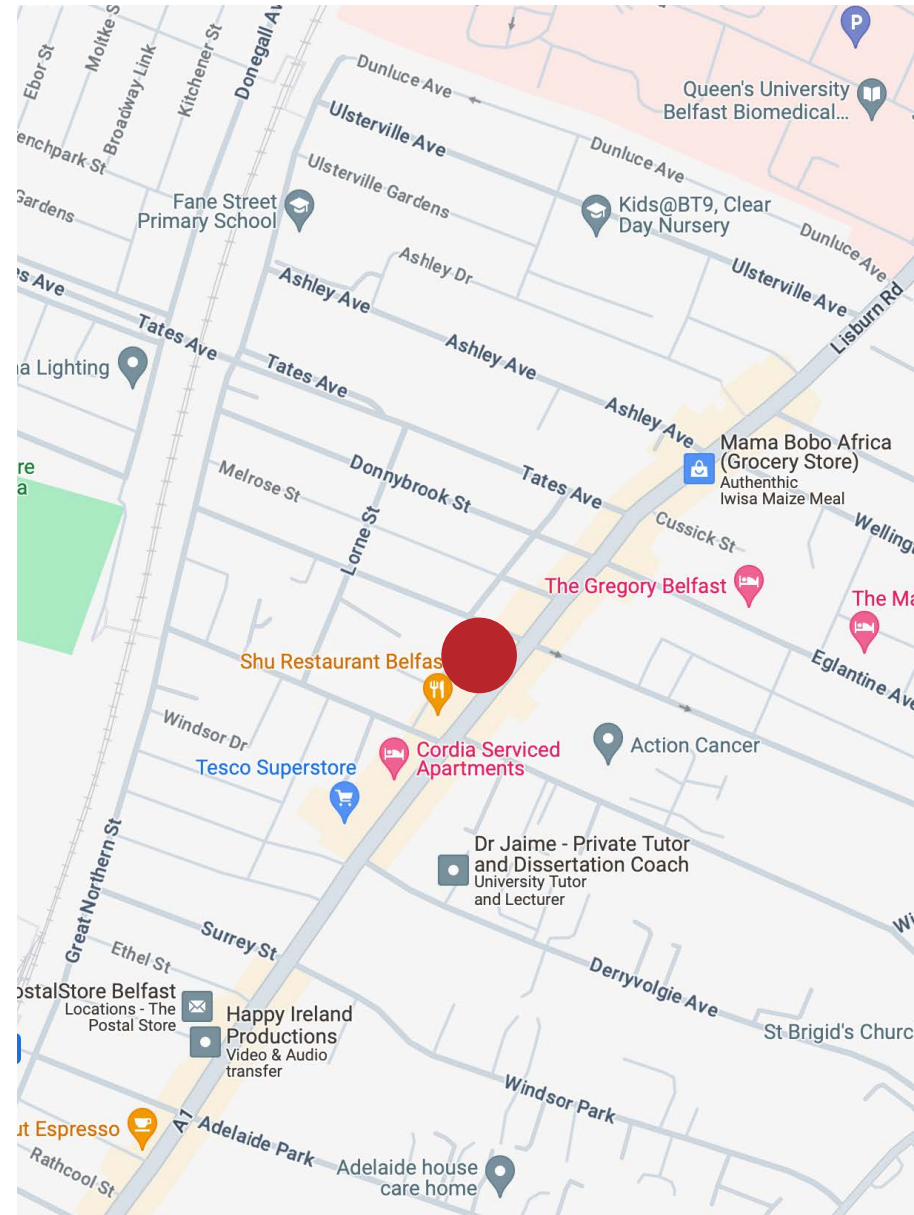 Ebor St
Moltke S
Broadway Link
Kitchener St
Donegall Av
P
Dunluce Ave
Queen's University
Belfast Biomedical...
Ulsterville Ave
enchpark St
Dunluce Ave
Ulsterville Gardens
Gardens
Fane Street
Primary School
Kids@BT9, Clear
Day Nursery
Dunluce Ave
Ashley Dr
Ulsterville Ave
es Ave
Ashley Ave
Lisburn Rd
Tates Ave
Ashley Ave
na Lighting
Tates Ave
Ashley Ave
Mama Bobo Africa
(Grocery Store)
Authenthic
Iwisa Maize Meal
re
a
Melrose St
Donnybrook St
Tates Ave
Cussick St
Welling
Lorne St
The Gregory Belfast
The Ma
Shu Restaurant Belfas
Eglantine Ave
Windsor Dr
Action Cancer
Cordia Serviced
Apartments
Tesco Superstore
Dr Jaime - Private Tutor
and Dissertation Coach
University Tutor
and Lecturer
Great Northern St
Wi
Surrey St
Ethel St
Derryvolgie Ave
ostalStore Belfast
Locations - The
Postal Store
Happy Ireland
Productions
Video & Audio
transfer
St Brigid's Churc
Windsor Park
A1
ut Espresso
Adelaide Park
Rathcool St
Adelaide house
care home